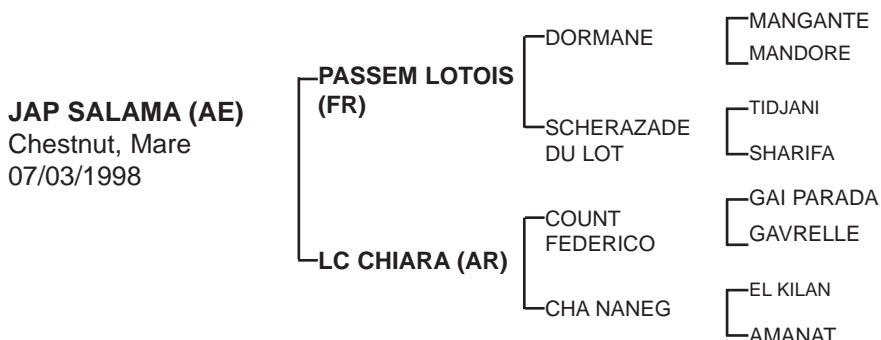 JAP SALAMA (AE)
Chestnut, Mare
07/03/1998
PASSEM LOTOIS
(FR)
LC CHIARA (AR)
DORMANE
SCHERAZADE
DU LOT
COUNT
FEDERICO
CHA NANEG
MANGANTE
MANDORE
TIDJANI
SHARIFA
GAI PARADA
GAVRELLE
EL KILAN
AMANAT